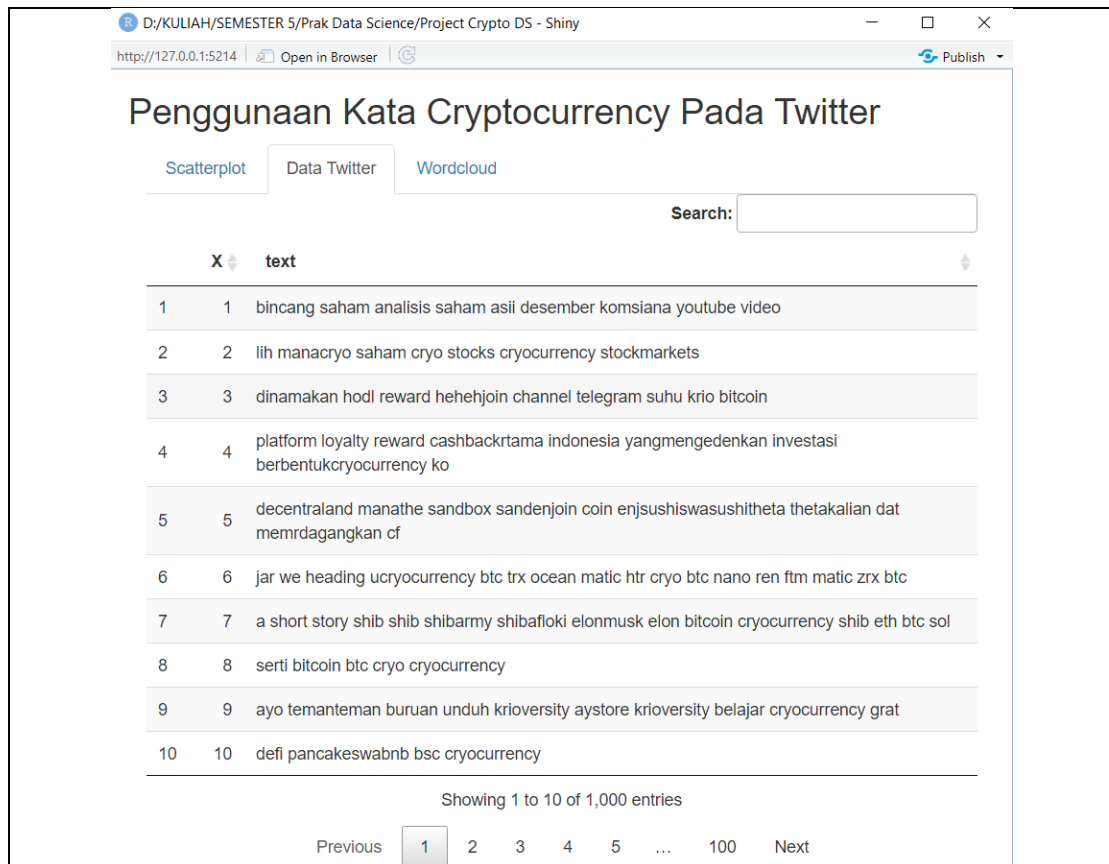 D:/KULIAH/SEMESTER 5/Prak Data Science/Project Crypto DS - Shiny
http://127.0.0.1:5214 Open in Browser Publish
Penggunaan Kata Cryptocurrency Pada Twitter
Scatterplot Data Twitter Wordcloud
Search:
X text
1 1 bincang saham analisis saham asii desember komsiana youtube video
2 2 lih manacryo saham cryo stocks cryocurrency stockmarkets
3 3 dinamakan hodl reward hehehjoin channel telegram suhu krio bitcoin
4 4 platform loyalty reward cashbackrtama indonesia yangmengedenkan investasi
berbentukcryocurrency ko
5 5 decentraland manathe sandbox sandenjoin coin enjsushiswasushitheta thetakalian dat
memrdagangkan cf
6 6 jar we heading ucryocurrency btc trx ocean matic htr cryo btc nano ren ftm matic zrx btc
7 7 a short story shib shib shibarmy shibafloki elonmusk elon bitcoin cryocurrency shib eth btc sol
8 8 serti bitcoin btc cryo cryocurrency
9 9 ayo temanteman buruan unduh krioversity aystore krioversity belajar cryocurrency grat
10 10 defi pancakeswabnb bsc cryocurrency
Showing 1 to 10 of 1,000 entries
Previous 1 2 3 4 5 ... 100 Next